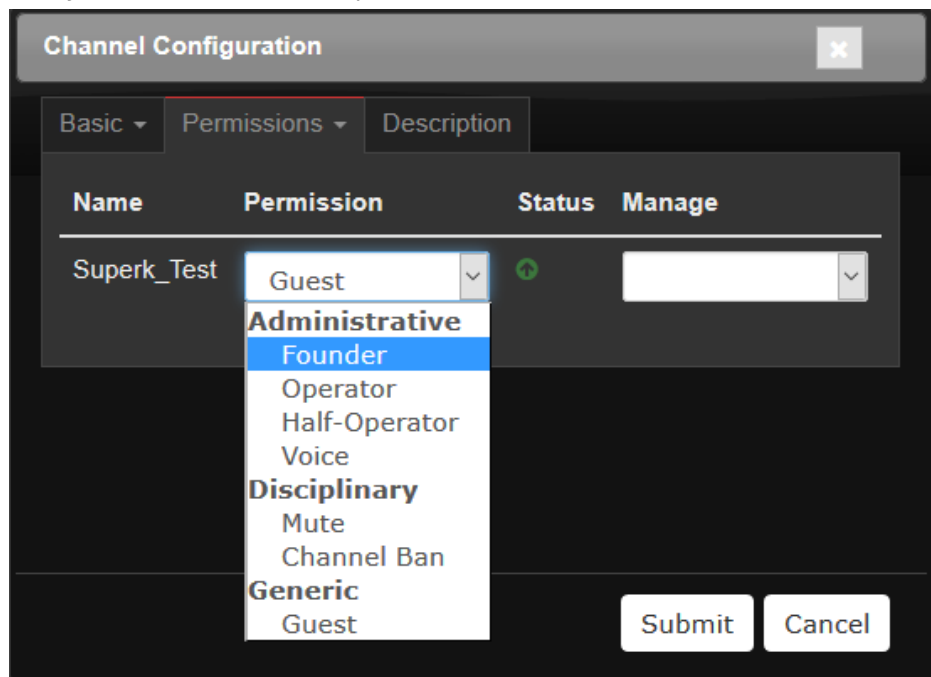 Channel Configuration
Basic Permissions Description
Name Permission Status Manage
Superk_Test Guest
Administrative
Founder
Operator
Half-Operator
Voice
Disciplinary
Mute
Channel Ban
Generic
Guest
Submit Cancel